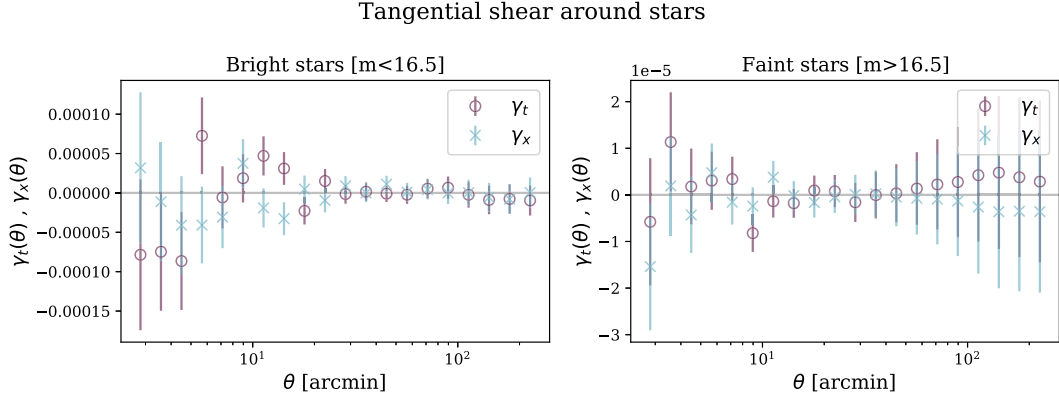 Tangential shear around stars
Bright stars [m<16.5]
γt(θ) , γx(θ)
0.00010
0.00005
0.00000
−0.00005
−0.00010
−0.00015
γt
γx
10¹
10²
θ [arcmin]
Faint stars [m>16.5]
1e−5
γt(θ) , γx(θ)
2
1
0
−1
−2
−3
γt
γx
10¹
10²
θ [arcmin]